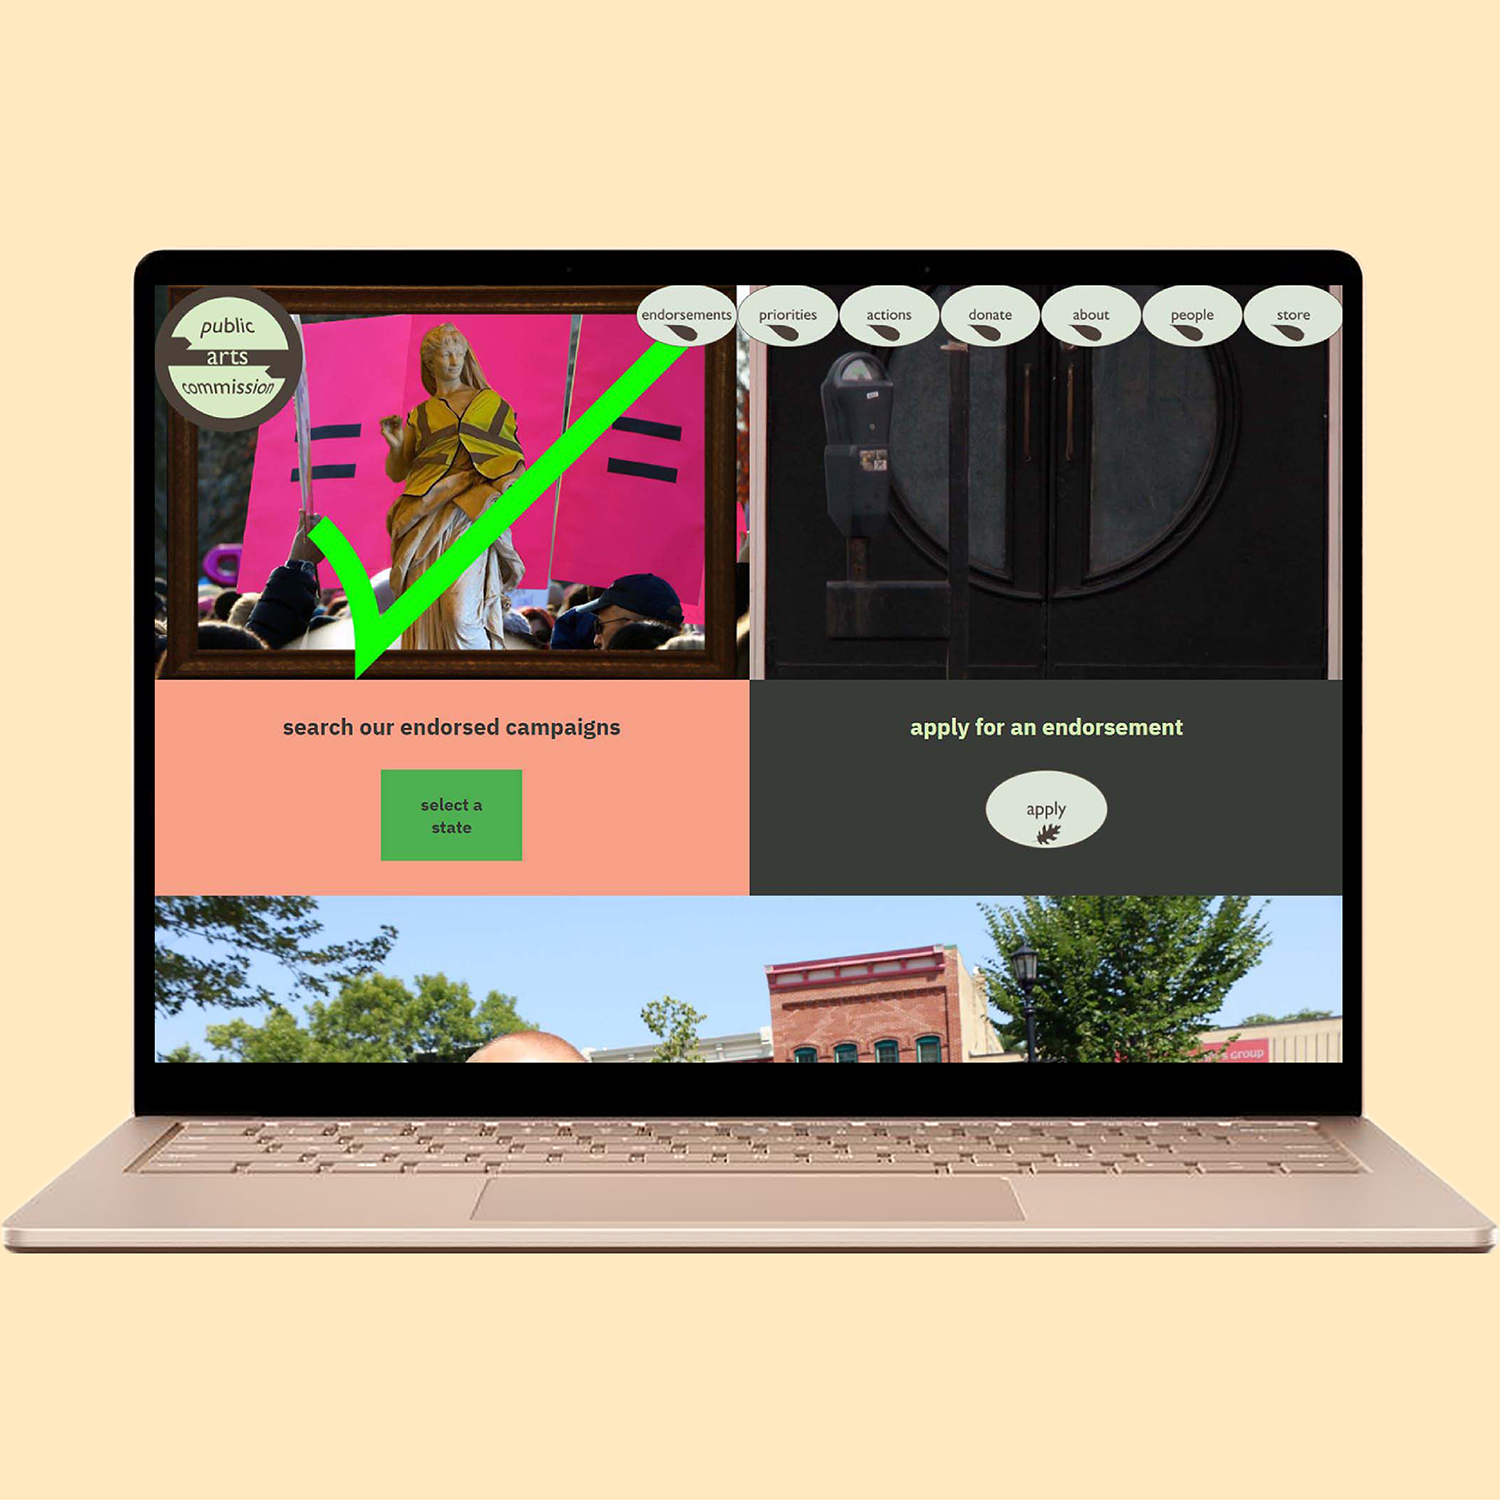 public
arts
commission
endorsements
priorities
actions
donate
about
people
store
search our endorsed campaigns
select a
state
apply for an endorsement
apply
GROUP